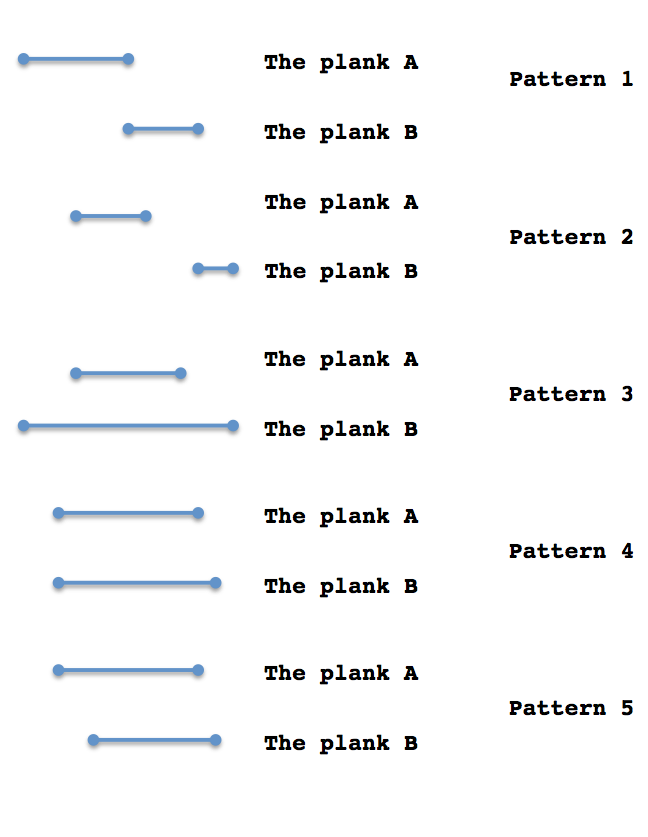 The plank A
Pattern 1
The plank B
The plank A
Pattern 2
The plank B
The plank A
Pattern 3
The plank B
The plank A
Pattern 4
The plank B
The plank A
Pattern 5
The plank B